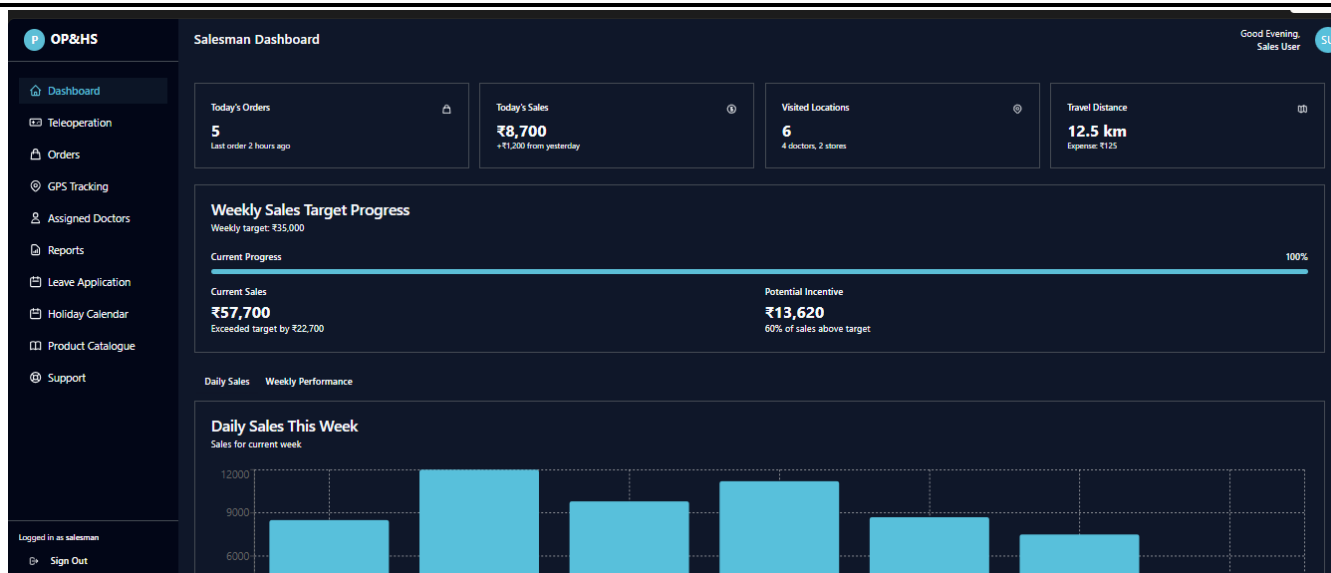 P OP&HS
Salesman Dashboard
Good Evening,
Sales User
SU
Dashboard
Teleoperation
Orders
GPS Tracking
Assigned Doctors
Reports
Leave Application
Holiday Calendar
Product Catalogue
Support
Logged in as salesman
Sign Out
Today's Orders
5
Last order 2 hours ago
Today's Sales
₹8,700
+₹1,200 from yesterday
Visited Locations
6
4 doctors, 2 stores
Travel Distance
12.5 km
Expense: ₹125
Weekly Sales Target Progress
Weekly target: ₹35,000
Current Progress 100%
Current Sales
₹57,700
Exceeded target by ₹22,700
Potential Incentive
₹13,620
60% of sales above target
Daily Sales Weekly Performance
Daily Sales This Week
Sales for current week
12000
9000
6000